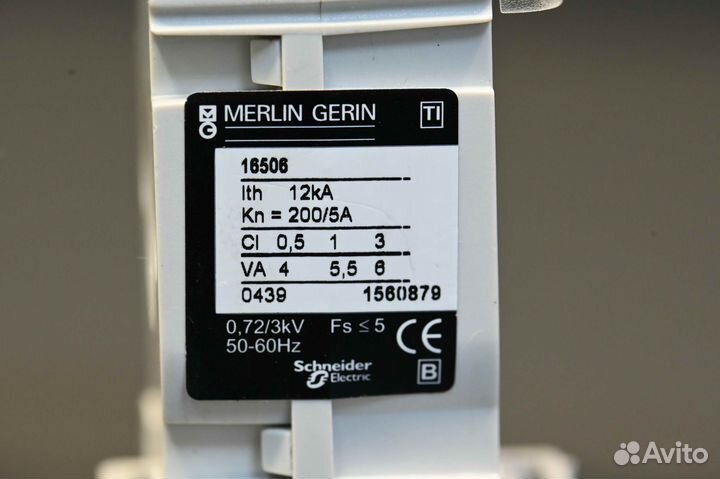 MERLIN GERIN TI
16506
Ith 12kA
Kn = 200/5A
Cl 0,5 1 3
VA 4 5,5 6
0439 1560879
0,72/3kV Fs ≤ 5 CE
50-60Hz
Schneider
Electric B
Avito